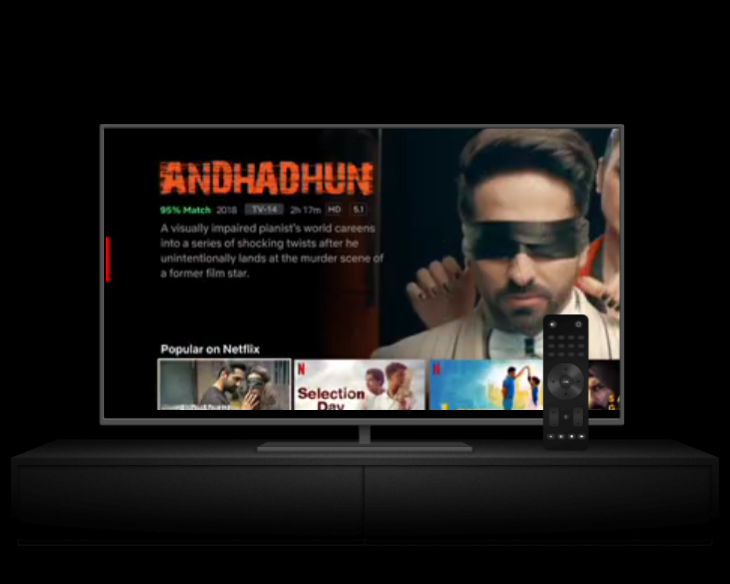 ANDHADHUN
95% Match 2018 TV-14 2h 17m HD 5.1
A visually impaired pianist's world careens
into a series of shocking twists after he
unintentionally lands at the murder scene of
a former film star.
Popular on Netflix
N
Selection
Day
N